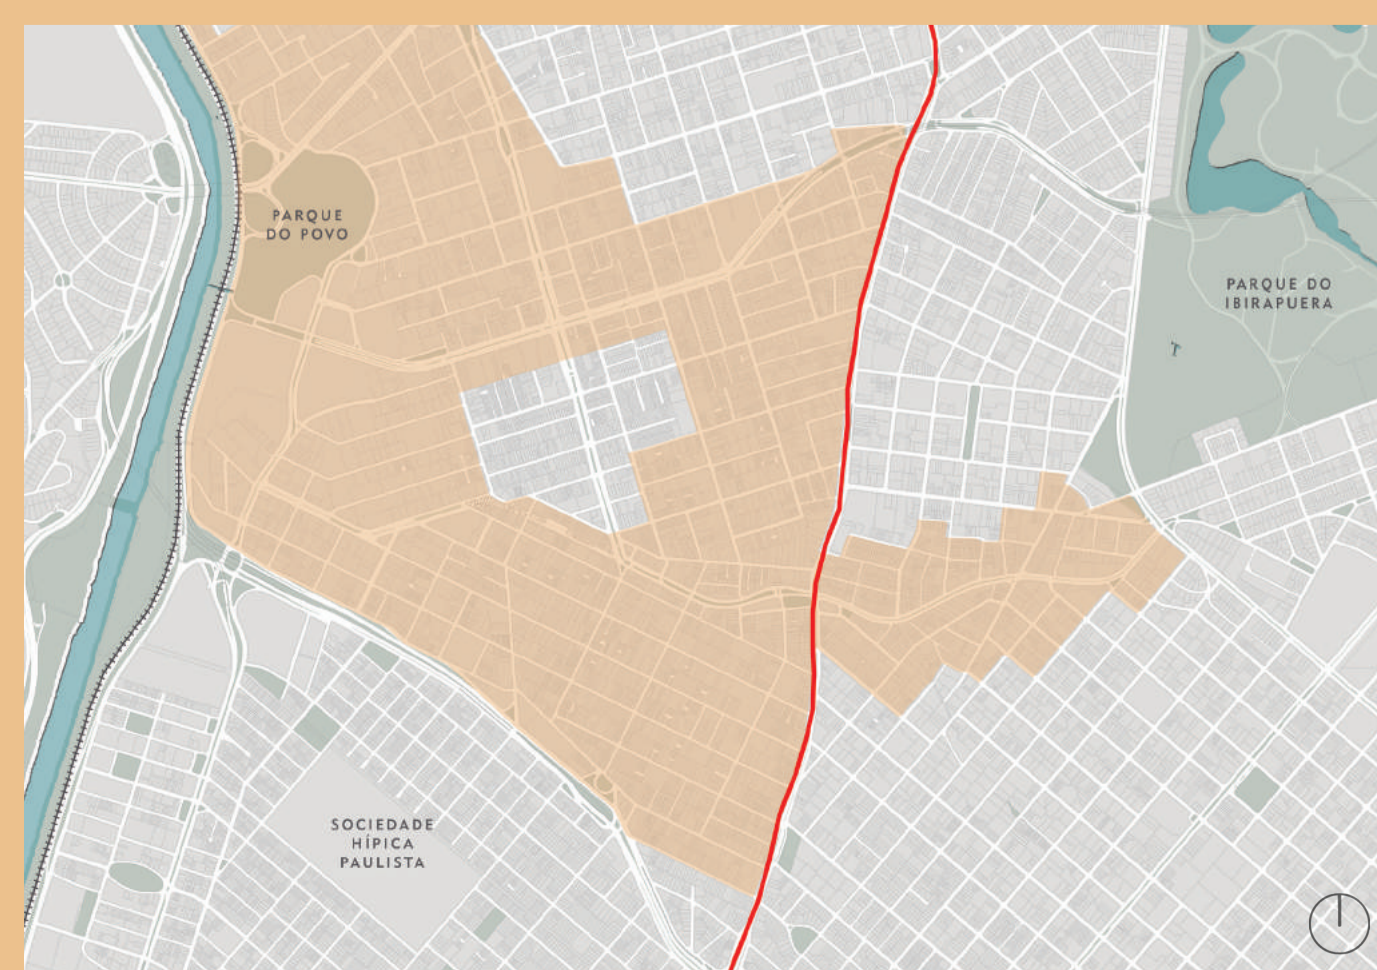 PARQUE
DO POVO
PARQUE DO
IBIRAPUERA
SOCIEDADE
HÍPICA
PAULISTA